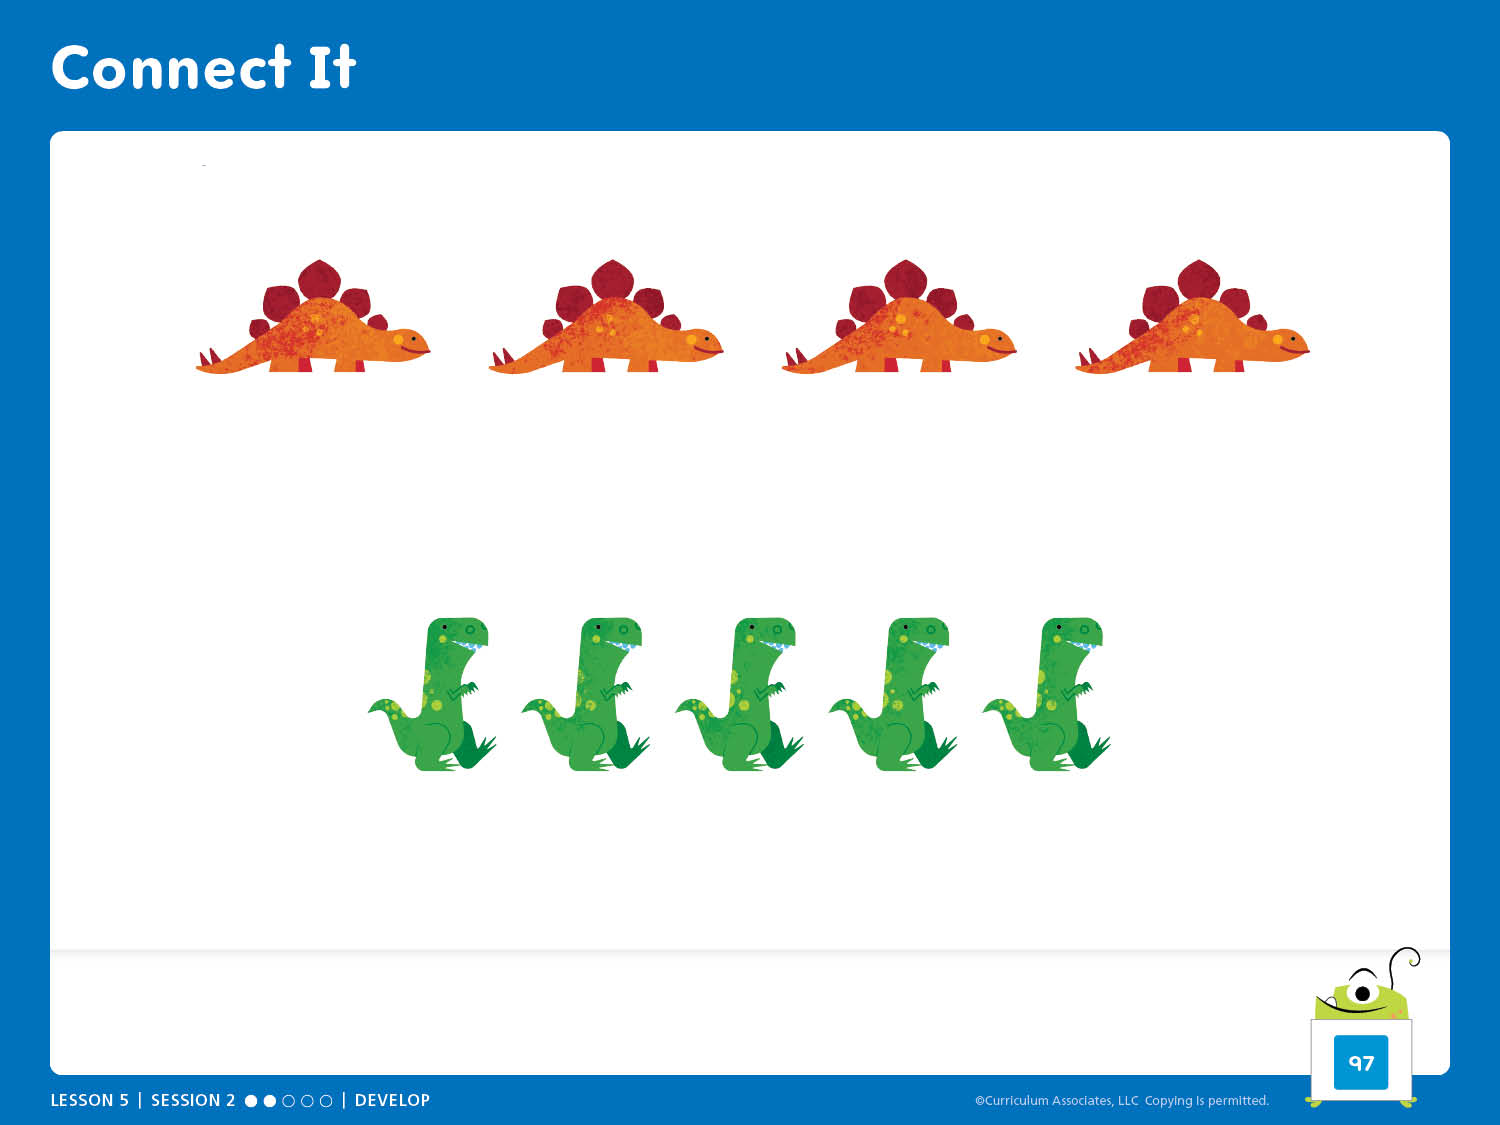 Connect It
97
LESSON 5 | SESSION 2 ●●○○○ | DEVELOP
©Curriculum Associates, LLC Copying is permitted.